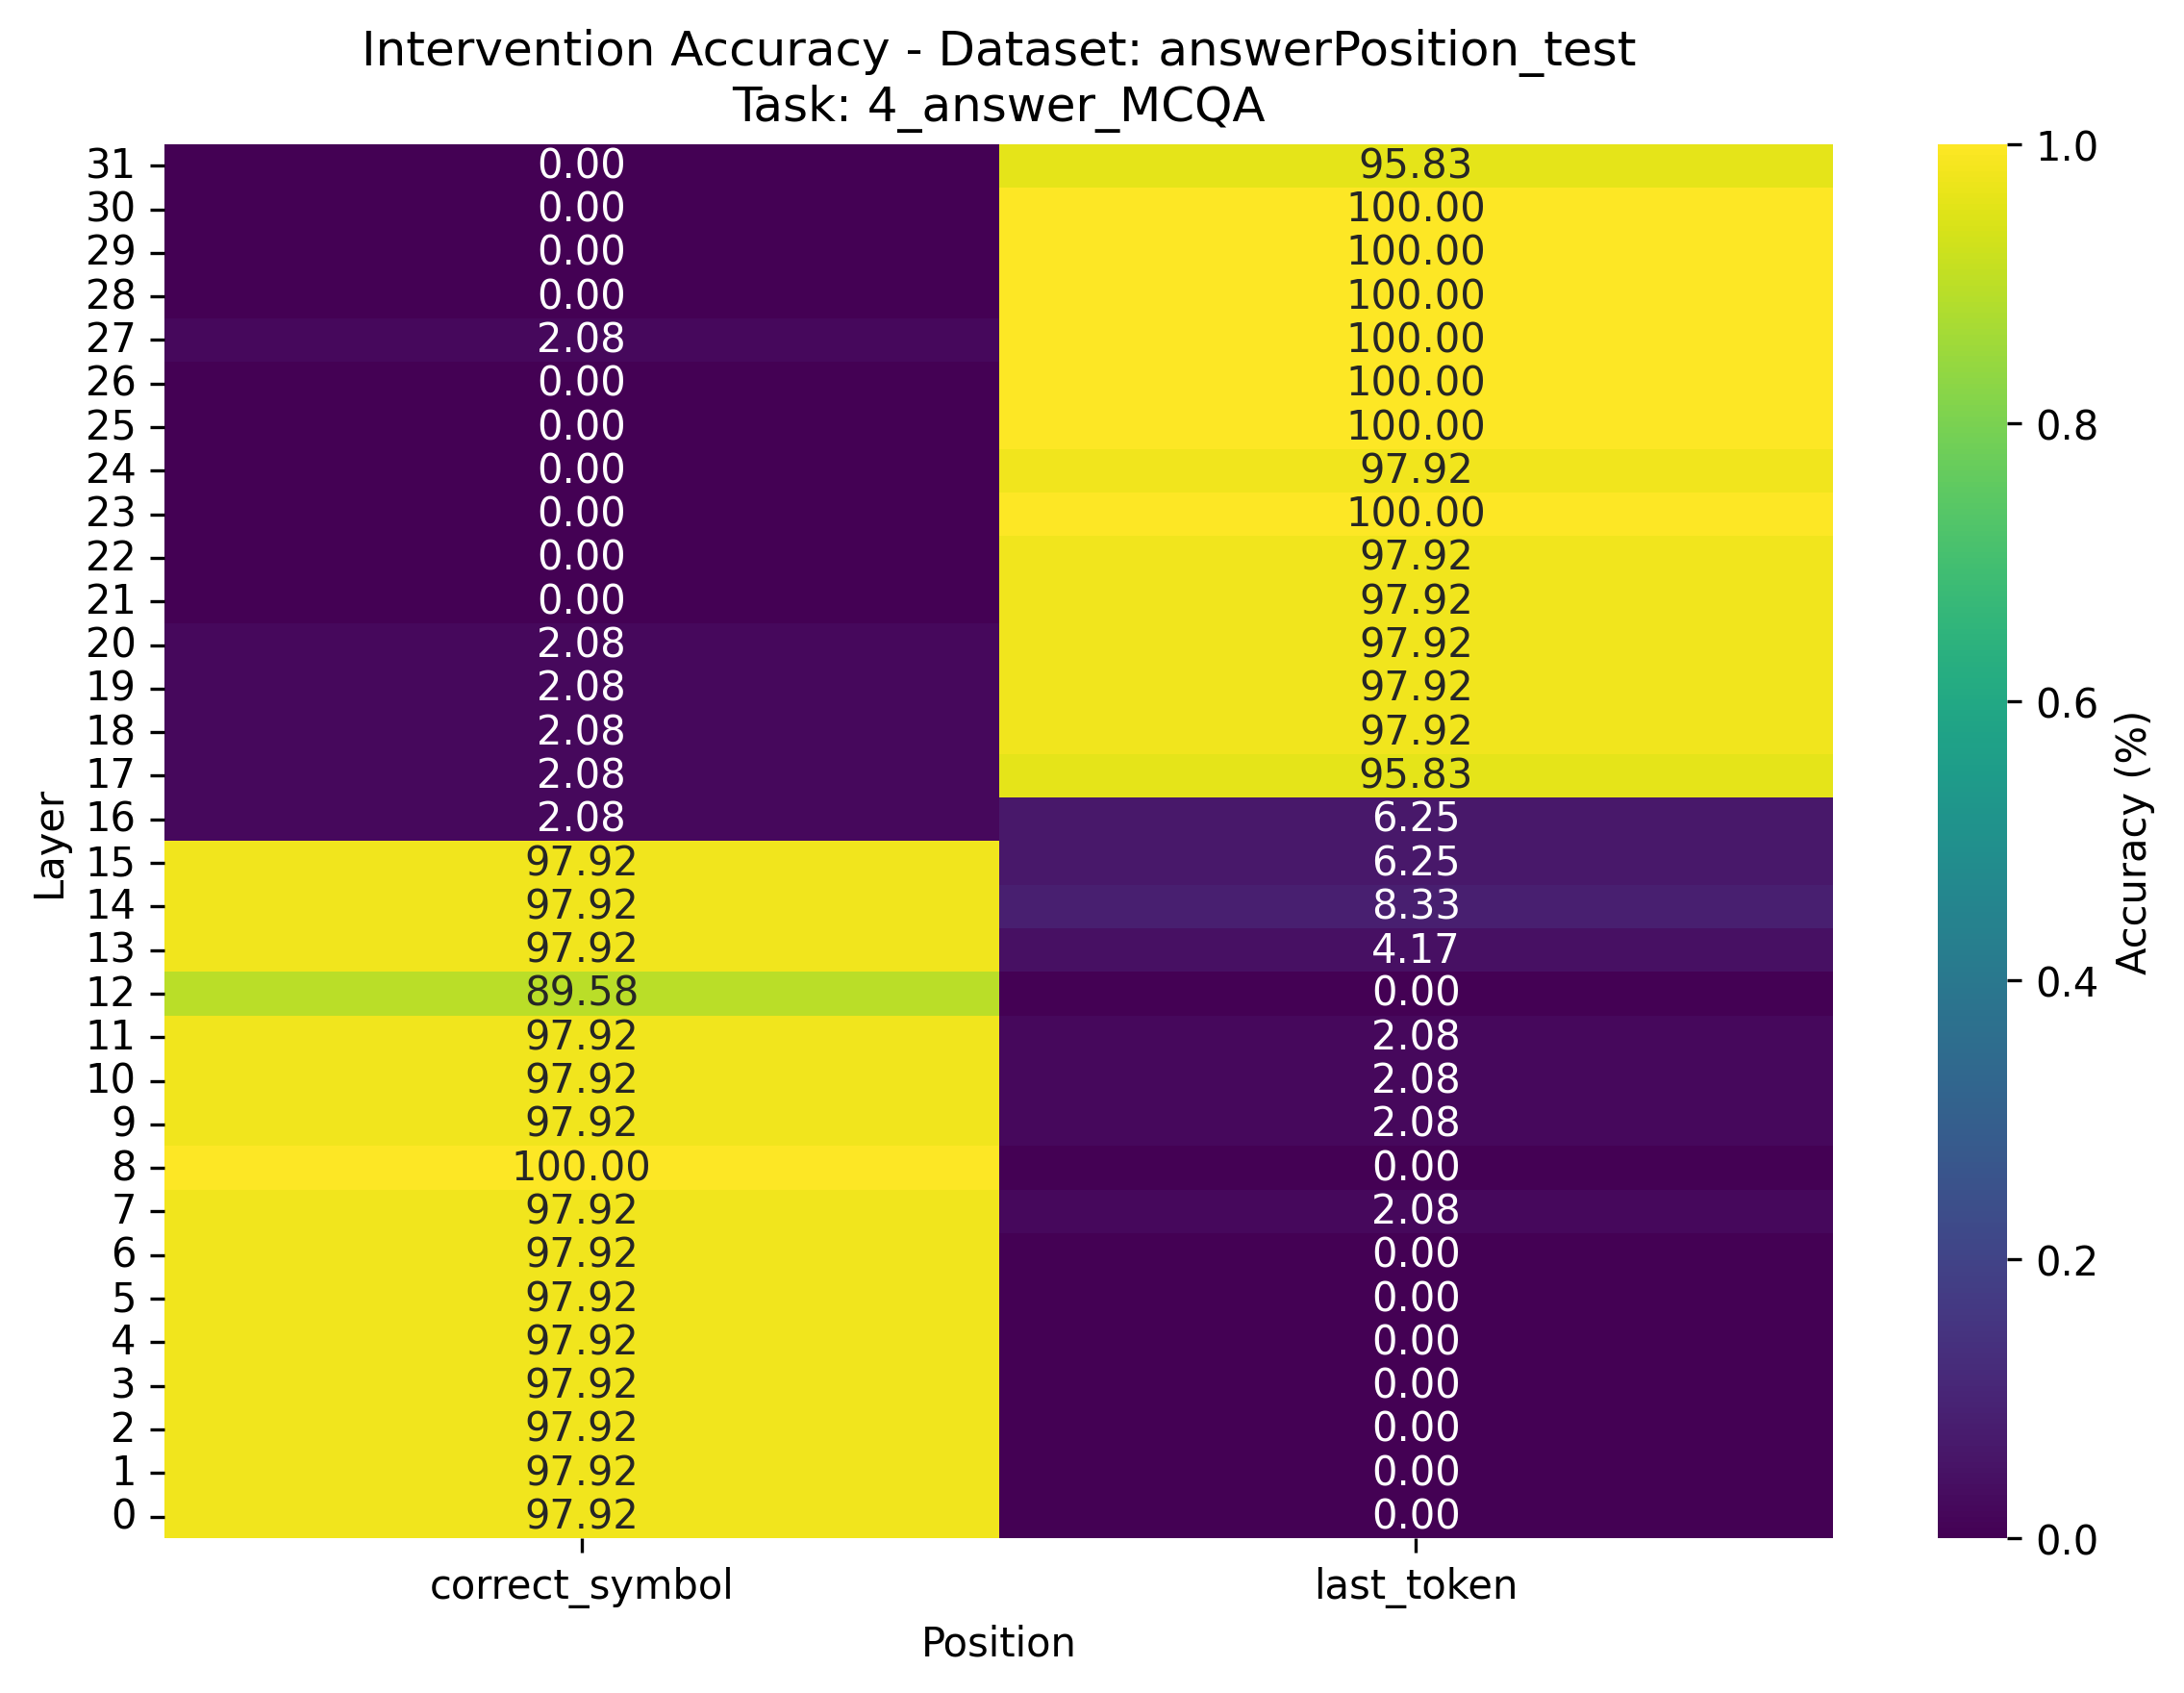 Intervention Accuracy - Dataset: answerPosition_test
Task: 4_answer_MCQA
31 0.00 95.83
30 0.00 100.00
29 0.00 100.00
28 0.00 100.00
27 2.08 100.00
26 0.00 100.00
25 0.00 100.00
24 0.00 97.92
23 0.00 100.00
22 0.00 97.92
21 0.00 97.92
20 2.08 97.92
19 2.08 97.92
18 2.08 97.92
17 2.08 95.83
16 2.08 6.25
15 97.92 6.25
14 97.92 8.33
13 97.92 4.17
12 89.58 0.00
11 97.92 2.08
10 97.92 2.08
9 97.92 2.08
8 100.00 0.00
7 97.92 2.08
6 97.92 0.00
5 97.92 0.00
4 97.92 0.00
3 97.92 0.00
2 97.92 0.00
1 97.92 0.00
0 97.92 0.00
correct_symbol last_token
Position
Layer
1.0
0.8
0.6
0.4
0.2
0.0
Accuracy (%)